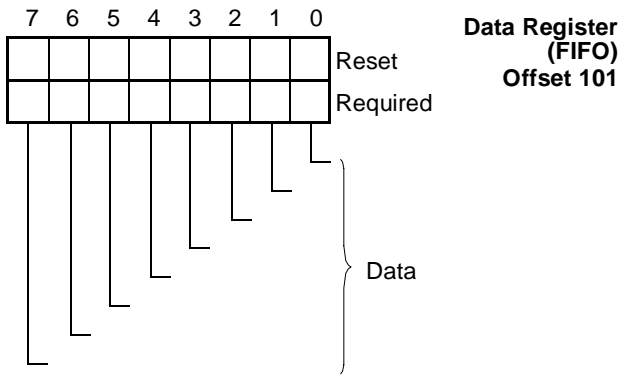 7 6 5 4 3 2 1 0
Data Register
(FIFO)
Offset 101
Reset
Required
Data